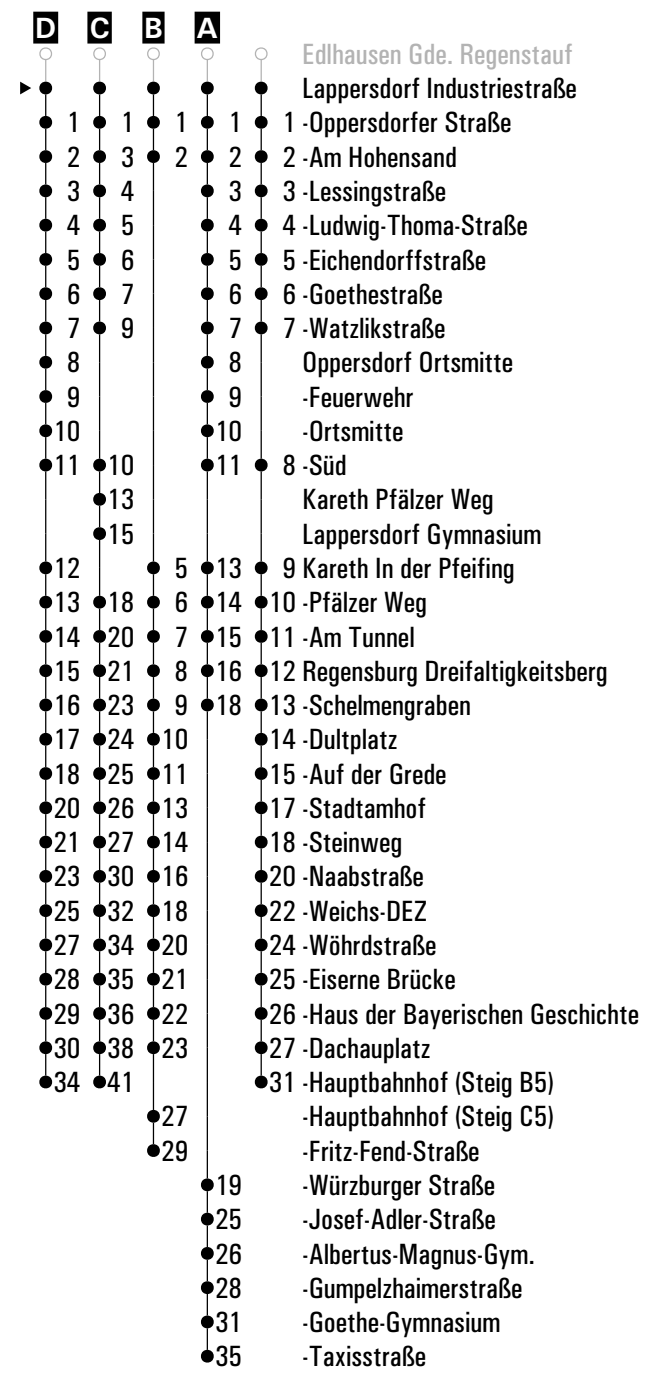 D C B A
Edlhausen Gde. Regenstauf
Lappersdorf Industriestraße
1 1 1 1 1 -Oppersdorfer Straße
2 3 2 2 2 -Am Hohensand
3 4 3 3 -Lessingstraße
4 5 4 4 -Ludwig-Thoma-Straße
5 6 5 5 -Eichendorffstraße
6 7 6 6 -Goethestraße
7 9 7 7 -Watzlikstraße
8 8 Oppersdorf Ortsmitte
9 9 -Feuerwehr
10 10 -Ortsmitte
11 10 11 8 -Süd
13 Kareth Pfälzer Weg
15 Lappersdorf Gymnasium
12 5 13 9 Kareth In der Pfeifing
13 18 6 14 10 -Pfälzer Weg
14 20 7 15 11 -Am Tunnel
15 21 8 16 12 Regensburg Dreifaltigkeitsberg
16 23 9 18 13 -Schelmengraben
17 24 10 14 -Dultplatz
18 25 11 15 -Auf der Grede
20 26 13 17 -Stadtamhof
21 27 14 18 -Steinweg
23 30 16 20 -Naabstraße
25 32 18 22 -Weichs-DEZ
27 34 20 24 -Wöhrdstraße
28 35 21 25 -Eiserne Brücke
29 36 22 26 -Haus der Bayerischen Geschichte
30 38 23 27 -Dachauplatz
34 41 31 -Hauptbahnhof (Steig B5)
27 -Hauptbahnhof (Steig C5)
29 -Fritz-Fend-Straße
19 -Würzburger Straße
25 -Josef-Adler-Straße
26 -Albertus-Magnus-Gym.
28 -Gumpelzhaimerstraße
31 -Goethe-Gymnasium
35 -Taxisstraße